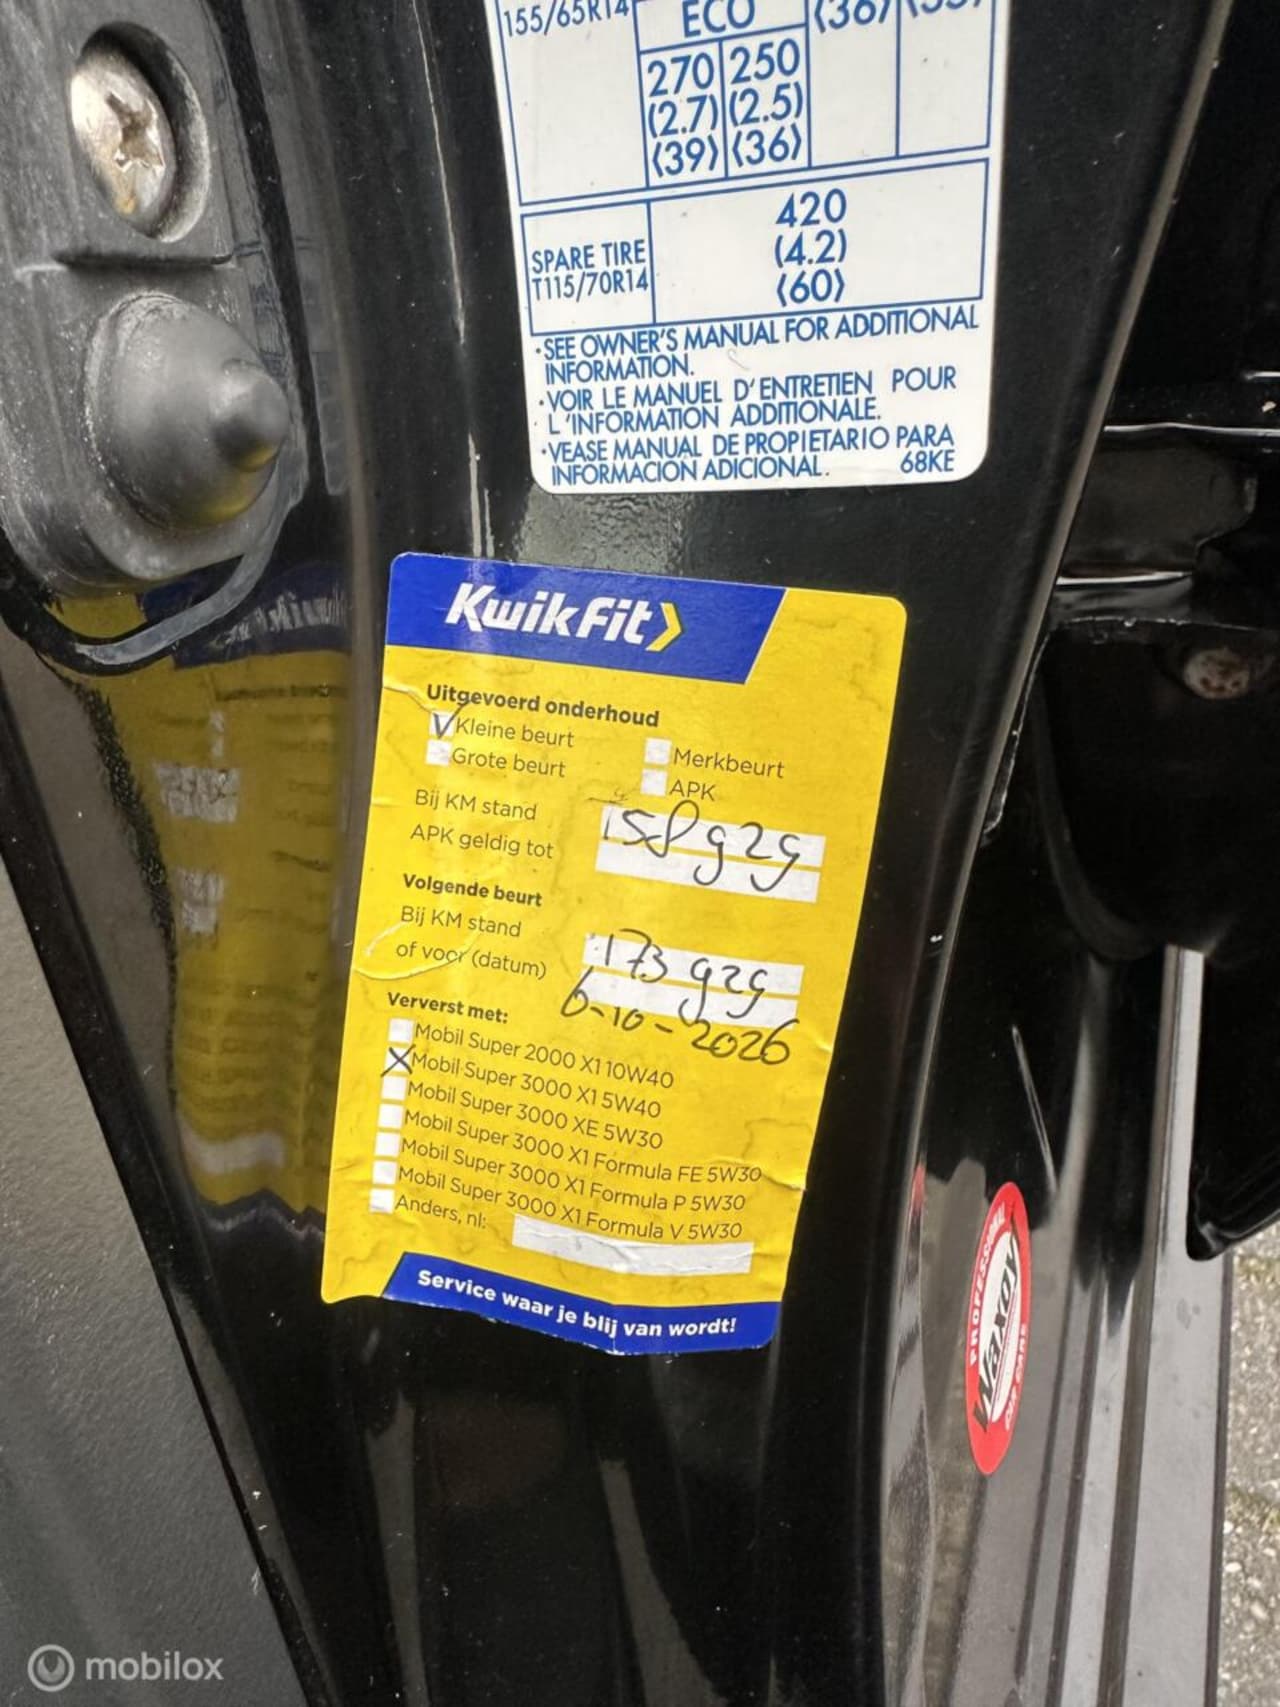 155/65R14 ECO ⟨36⟩ ⟨35⟩
270 250
(2.7) (2.5)
⟨39⟩ ⟨36⟩
SPARE TIRE
T115/70R14
420
(4.2)
⟨60⟩
·SEE OWNER'S MANUAL FOR ADDITIONAL
INFORMATION.
·VOIR LE MANUEL D'ENTRETIEN POUR
L'INFORMATION ADDITIONALE.
·VEASE MANUAL DE PROPIETARIO PARA
INFORMACION ADICIONAL. 68KE
KwikFit
Uitgevoerd onderhoud
V Kleine beurt
Merkbeurt
Grote beurt
APK
Bij KM stand 158929
APK geldig tot
Volgende beurt
Bij KM stand 173929
of voor (datum) 6-10-2026
Ververst met:
Mobil Super 2000 X1 10W40
X Mobil Super 3000 X1 5W40
Mobil Super 3000 XE 5W30
Mobil Super 3000 X1 Formula FE 5W30
Mobil Super 3000 X1 Formula P 5W30
Mobil Super 3000 X1 Formula V 5W30
Anders, nl:
Service waar je blij van wordt!
Waxoyl
mobilox